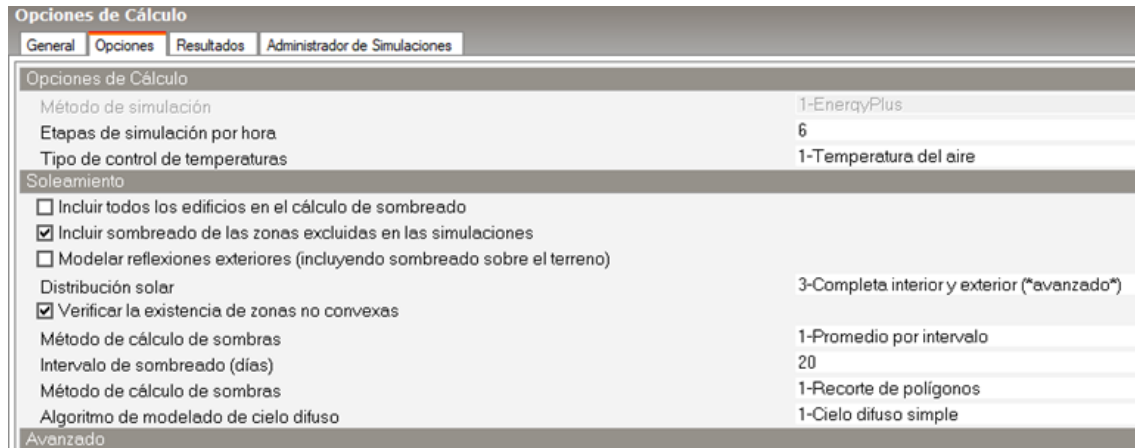 Opciones de Cálculo
General Opciones Resultados Administrador de Simulaciones
Opciones de Cálculo
Método de simulación 1-EnergyPlus
Etapas de simulación por hora 6
Tipo de control de temperaturas 1-Temperatura del aire
Soleamiento
Incluir todos los edificios en el cálculo de sombreado
Incluir sombreado de las zonas excluidas en las simulaciones
Modelar reflexiones exteriores (incluyendo sombreado sobre el terreno)
Distribución solar 3-Completa interior y exterior (*avanzado*)
Verificar la existencia de zonas no convexas
Método de cálculo de sombras 1-Promedio por intervalo
Intervalo de sombreado (días) 20
Método de cálculo de sombras 1-Recorte de polígonos
Algoritmo de modelado de cielo difuso 1-Cielo difuso simple
Avanzado